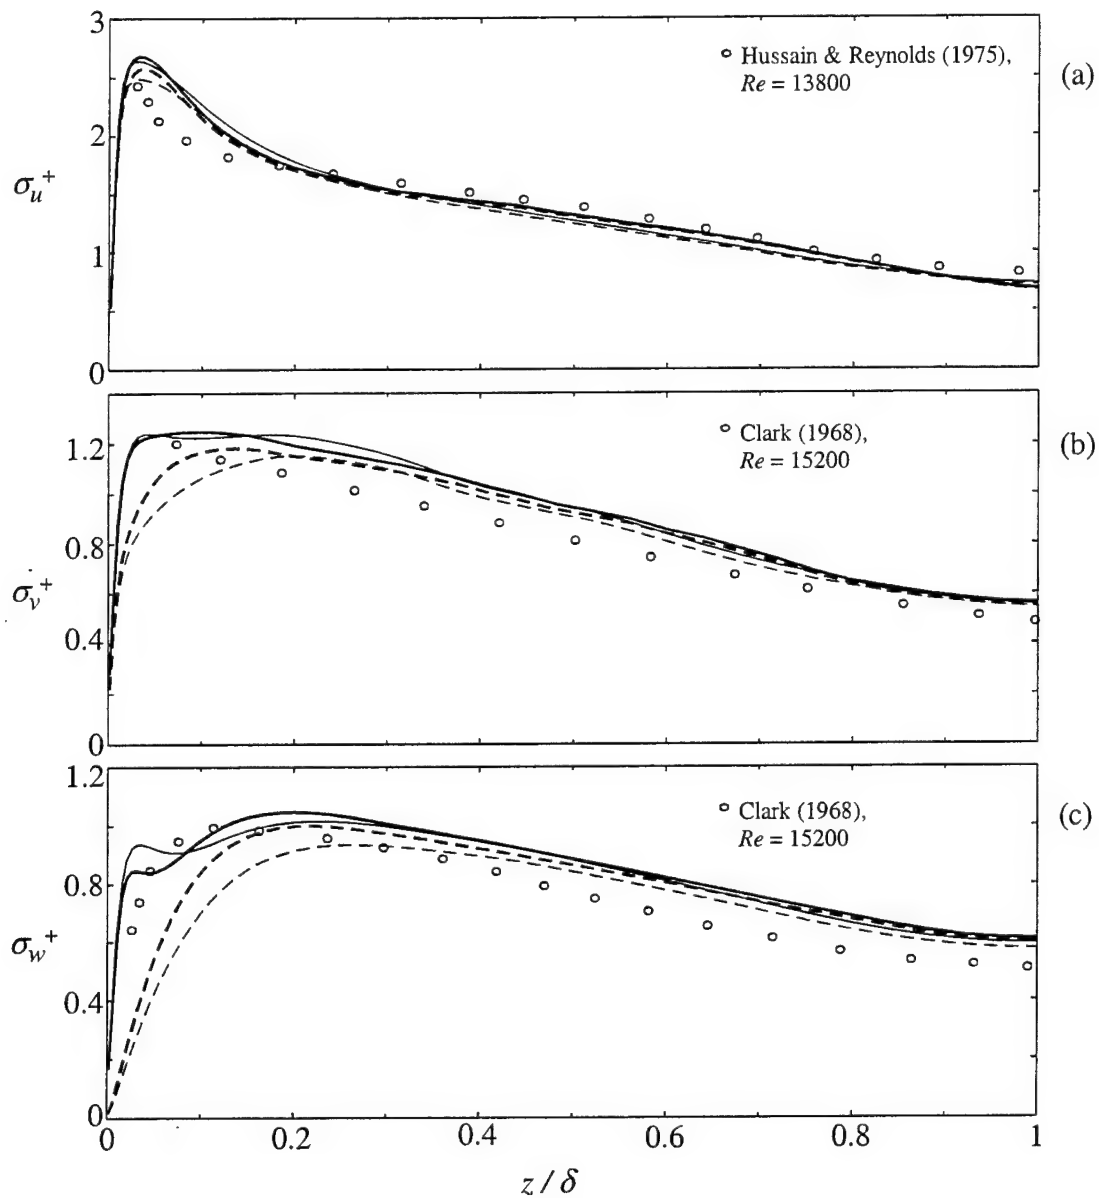 3
Hussain & Reynolds (1975),
Re = 13800
(a)
2
σu+
1
0
1.2
Clark (1968),
Re = 15200
(b)
0.8
σv+
0.4
0
1.2
Clark (1968),
Re = 15200
(c)
0.8
σw+
0.4
0
0 0.2 0.4 0.6 0.8 1
z / δ